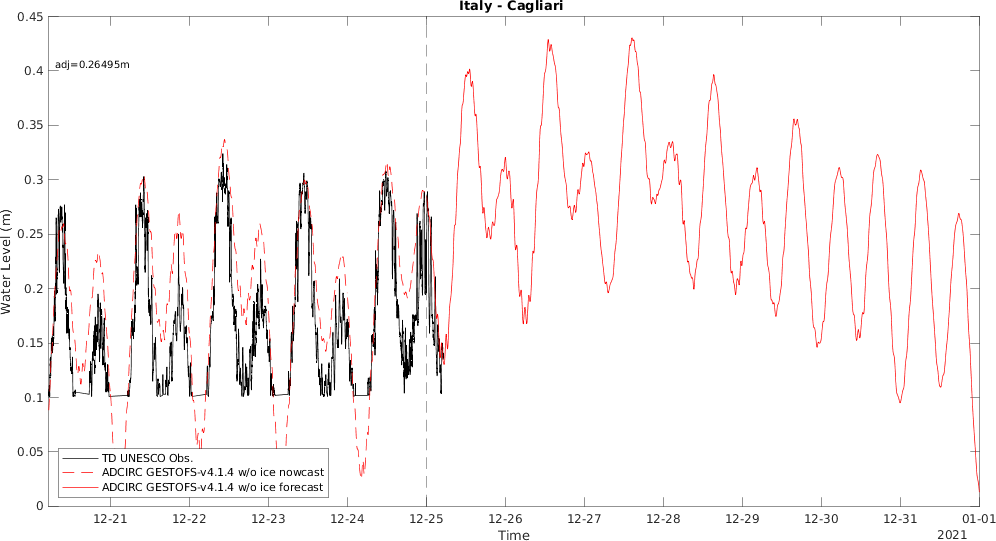 Italy - Cagliari
0.45
adj=0.26495m
0.4
0.35
0.3
0.25
0.2
0.15
0.1
0.05
0
Water Level (m)
TD UNESCO Obs.
ADCIRC GESTOFS-v4.1.4 w/o ice nowcast
ADCIRC GESTOFS-v4.1.4 w/o ice forecast
12-21 12-22 12-23 12-24 12-25 12-26 12-27 12-28 12-29 12-30 12-31 01-01
Time
2021